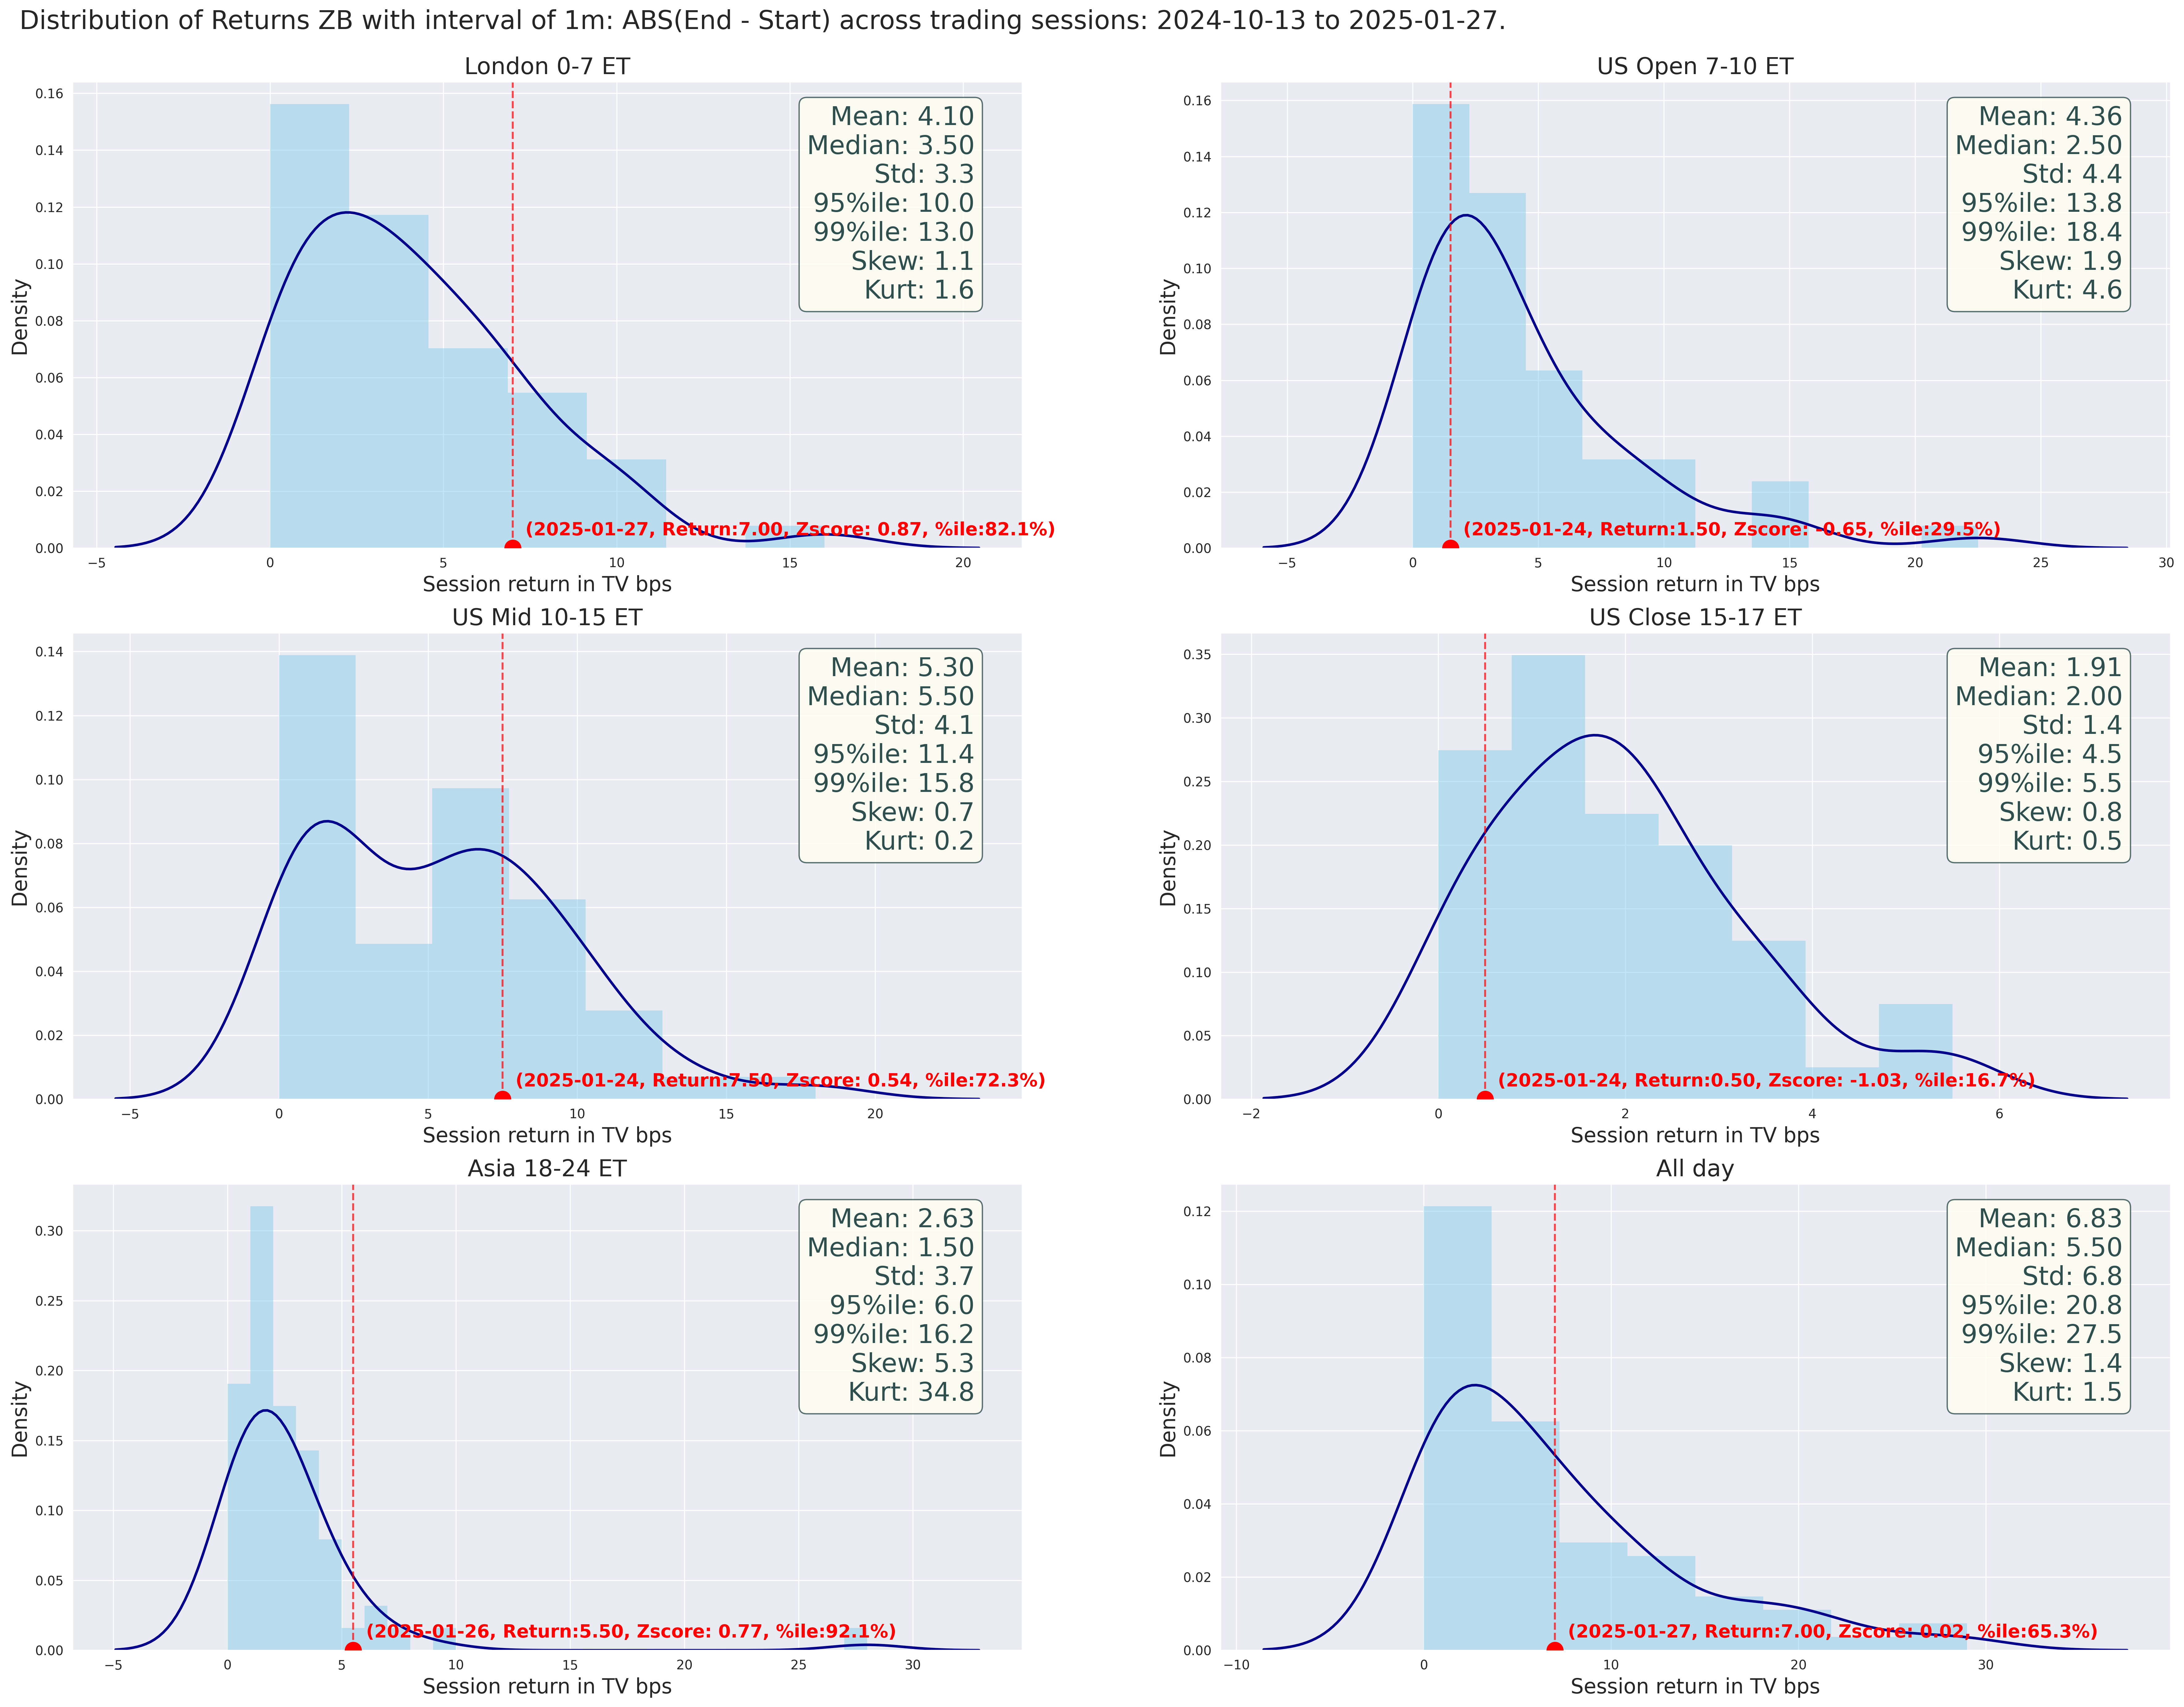 Distribution of Returns ZB with interval of 1m: ABS(End - Start) across trading sessions: 2024-10-13 to 2025-01-27.
London 0-7 ET
Density
0.16
0.14
0.12
0.10
0.08
0.06
0.04
0.02
0.00
Mean: 4.10
Median: 3.50
Std: 3.3
95%ile: 10.0
99%ile: 13.0
Skew: 1.1
Kurt: 1.6
(2025-01-27, Return:7.00, Zscore: 0.87, %ile:82.1%)
−5 0 5 10 15 20
Session return in TV bps
US Open 7-10 ET
Density
0.16
0.14
0.12
0.10
0.08
0.06
0.04
0.02
0.00
Mean: 4.36
Median: 2.50
Std: 4.4
95%ile: 13.8
99%ile: 18.4
Skew: 1.9
Kurt: 4.6
(2025-01-24, Return:1.50, Zscore: -0.65, %ile:29.5%)
−5 0 5 10 15 20 25 30
Session return in TV bps
US Mid 10-15 ET
Density
0.14
0.12
0.10
0.08
0.06
0.04
0.02
0.00
Mean: 5.30
Median: 5.50
Std: 4.1
95%ile: 11.4
99%ile: 15.8
Skew: 0.7
Kurt: 0.2
(2025-01-24, Return:7.50, Zscore: 0.54, %ile:72.3%)
−5 0 5 10 15 20
Session return in TV bps
US Close 15-17 ET
Density
0.35
0.30
0.25
0.20
0.15
0.10
0.05
0.00
Mean: 1.91
Median: 2.00
Std: 1.4
95%ile: 4.5
99%ile: 5.5
Skew: 0.8
Kurt: 0.5
(2025-01-24, Return:0.50, Zscore: -1.03, %ile:16.7%)
−2 0 2 4 6
Session return in TV bps
Asia 18-24 ET
Density
0.30
0.25
0.20
0.15
0.10
0.05
0.00
Mean: 2.63
Median: 1.50
Std: 3.7
95%ile: 6.0
99%ile: 16.2
Skew: 5.3
Kurt: 34.8
(2025-01-26, Return:5.50, Zscore: 0.77, %ile:92.1%)
−5 0 5 10 15 20 25 30
Session return in TV bps
All day
Density
0.12
0.10
0.08
0.06
0.04
0.02
0.00
Mean: 6.83
Median: 5.50
Std: 6.8
95%ile: 20.8
99%ile: 27.5
Skew: 1.4
Kurt: 1.5
(2025-01-27, Return:7.00, Zscore: 0.02, %ile:65.3%)
−10 0 10 20 30
Session return in TV bps